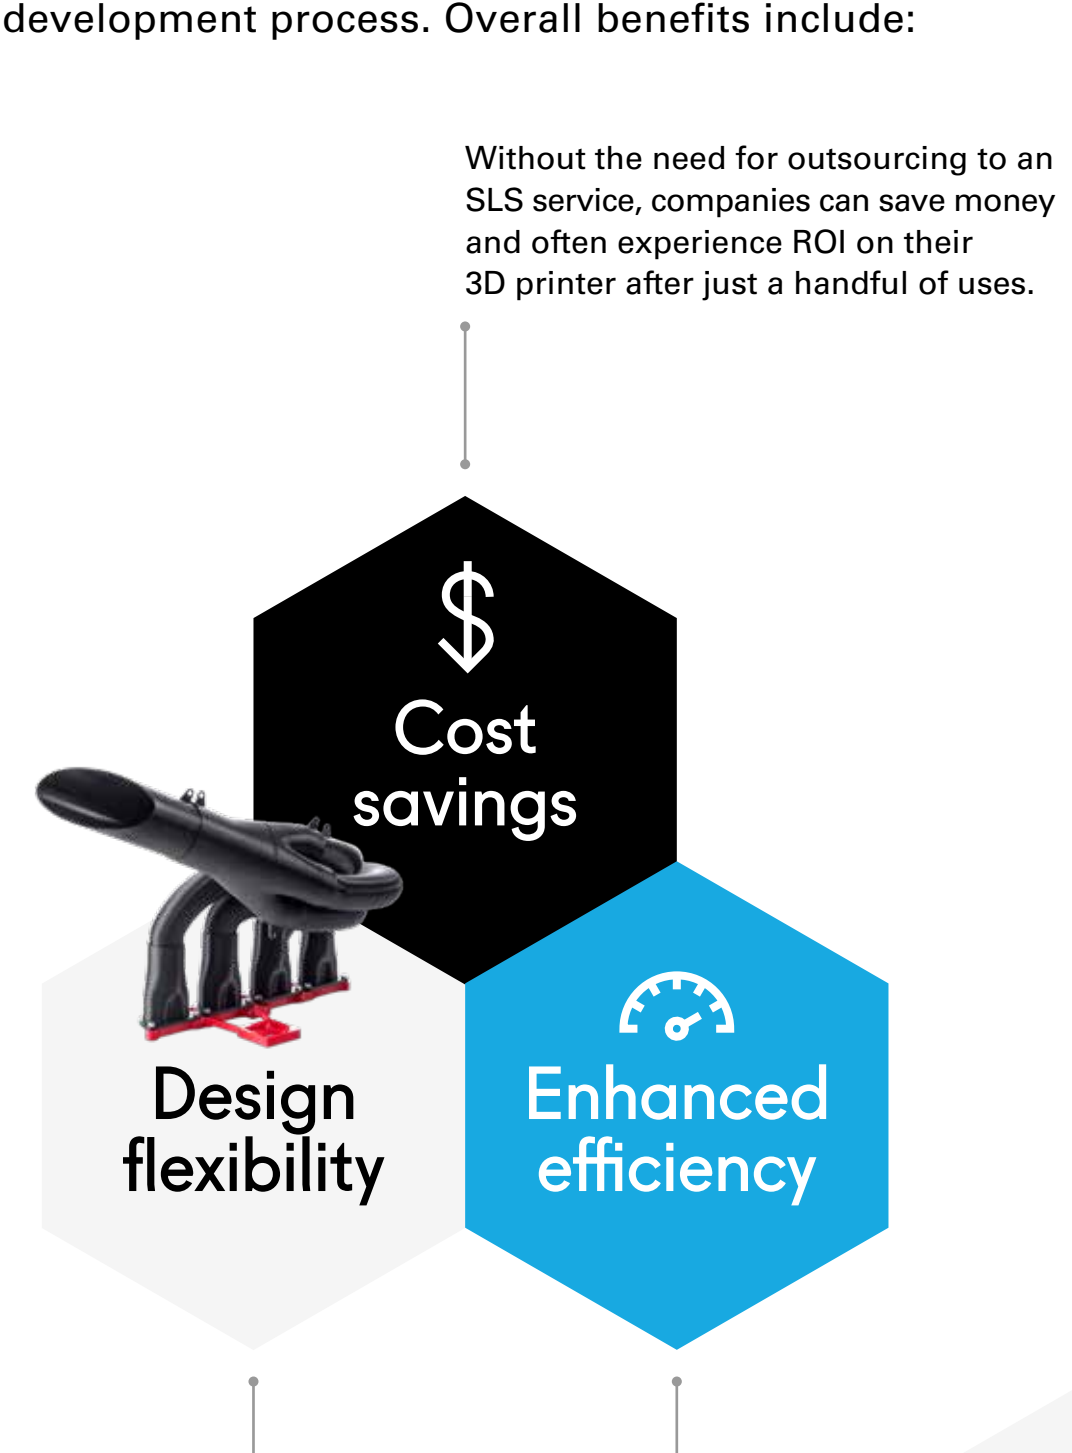 development process. Overall benefits include:
Without the need for outsourcing to an
SLS service, companies can save money
and often experience ROI on their
3D printer after just a handful of uses.
Cost
savings
Design
flexibility
Enhanced
efficiency